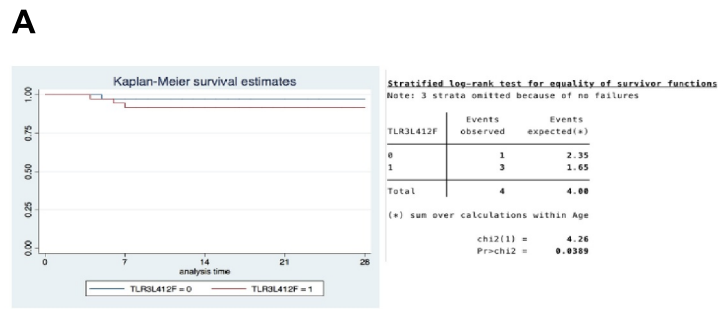 A
Kaplan-Meier survival estimates
1.00
0.75
0.50
0.25
0.00
0 7 14 21 28
analysis time
TLR3L412F = 0 TLR3L412F = 1
Stratified log-rank test for equality of survivor functions
Note: 3 strata omitted because of no failures
Events Events
TLR3L412F observed expected(*)
0 1 2.35
1 3 1.65
Total 4 4.00
(*) sum over calculations within Age
chi2(1) = 4.26
Pr>chi2 = 0.0389